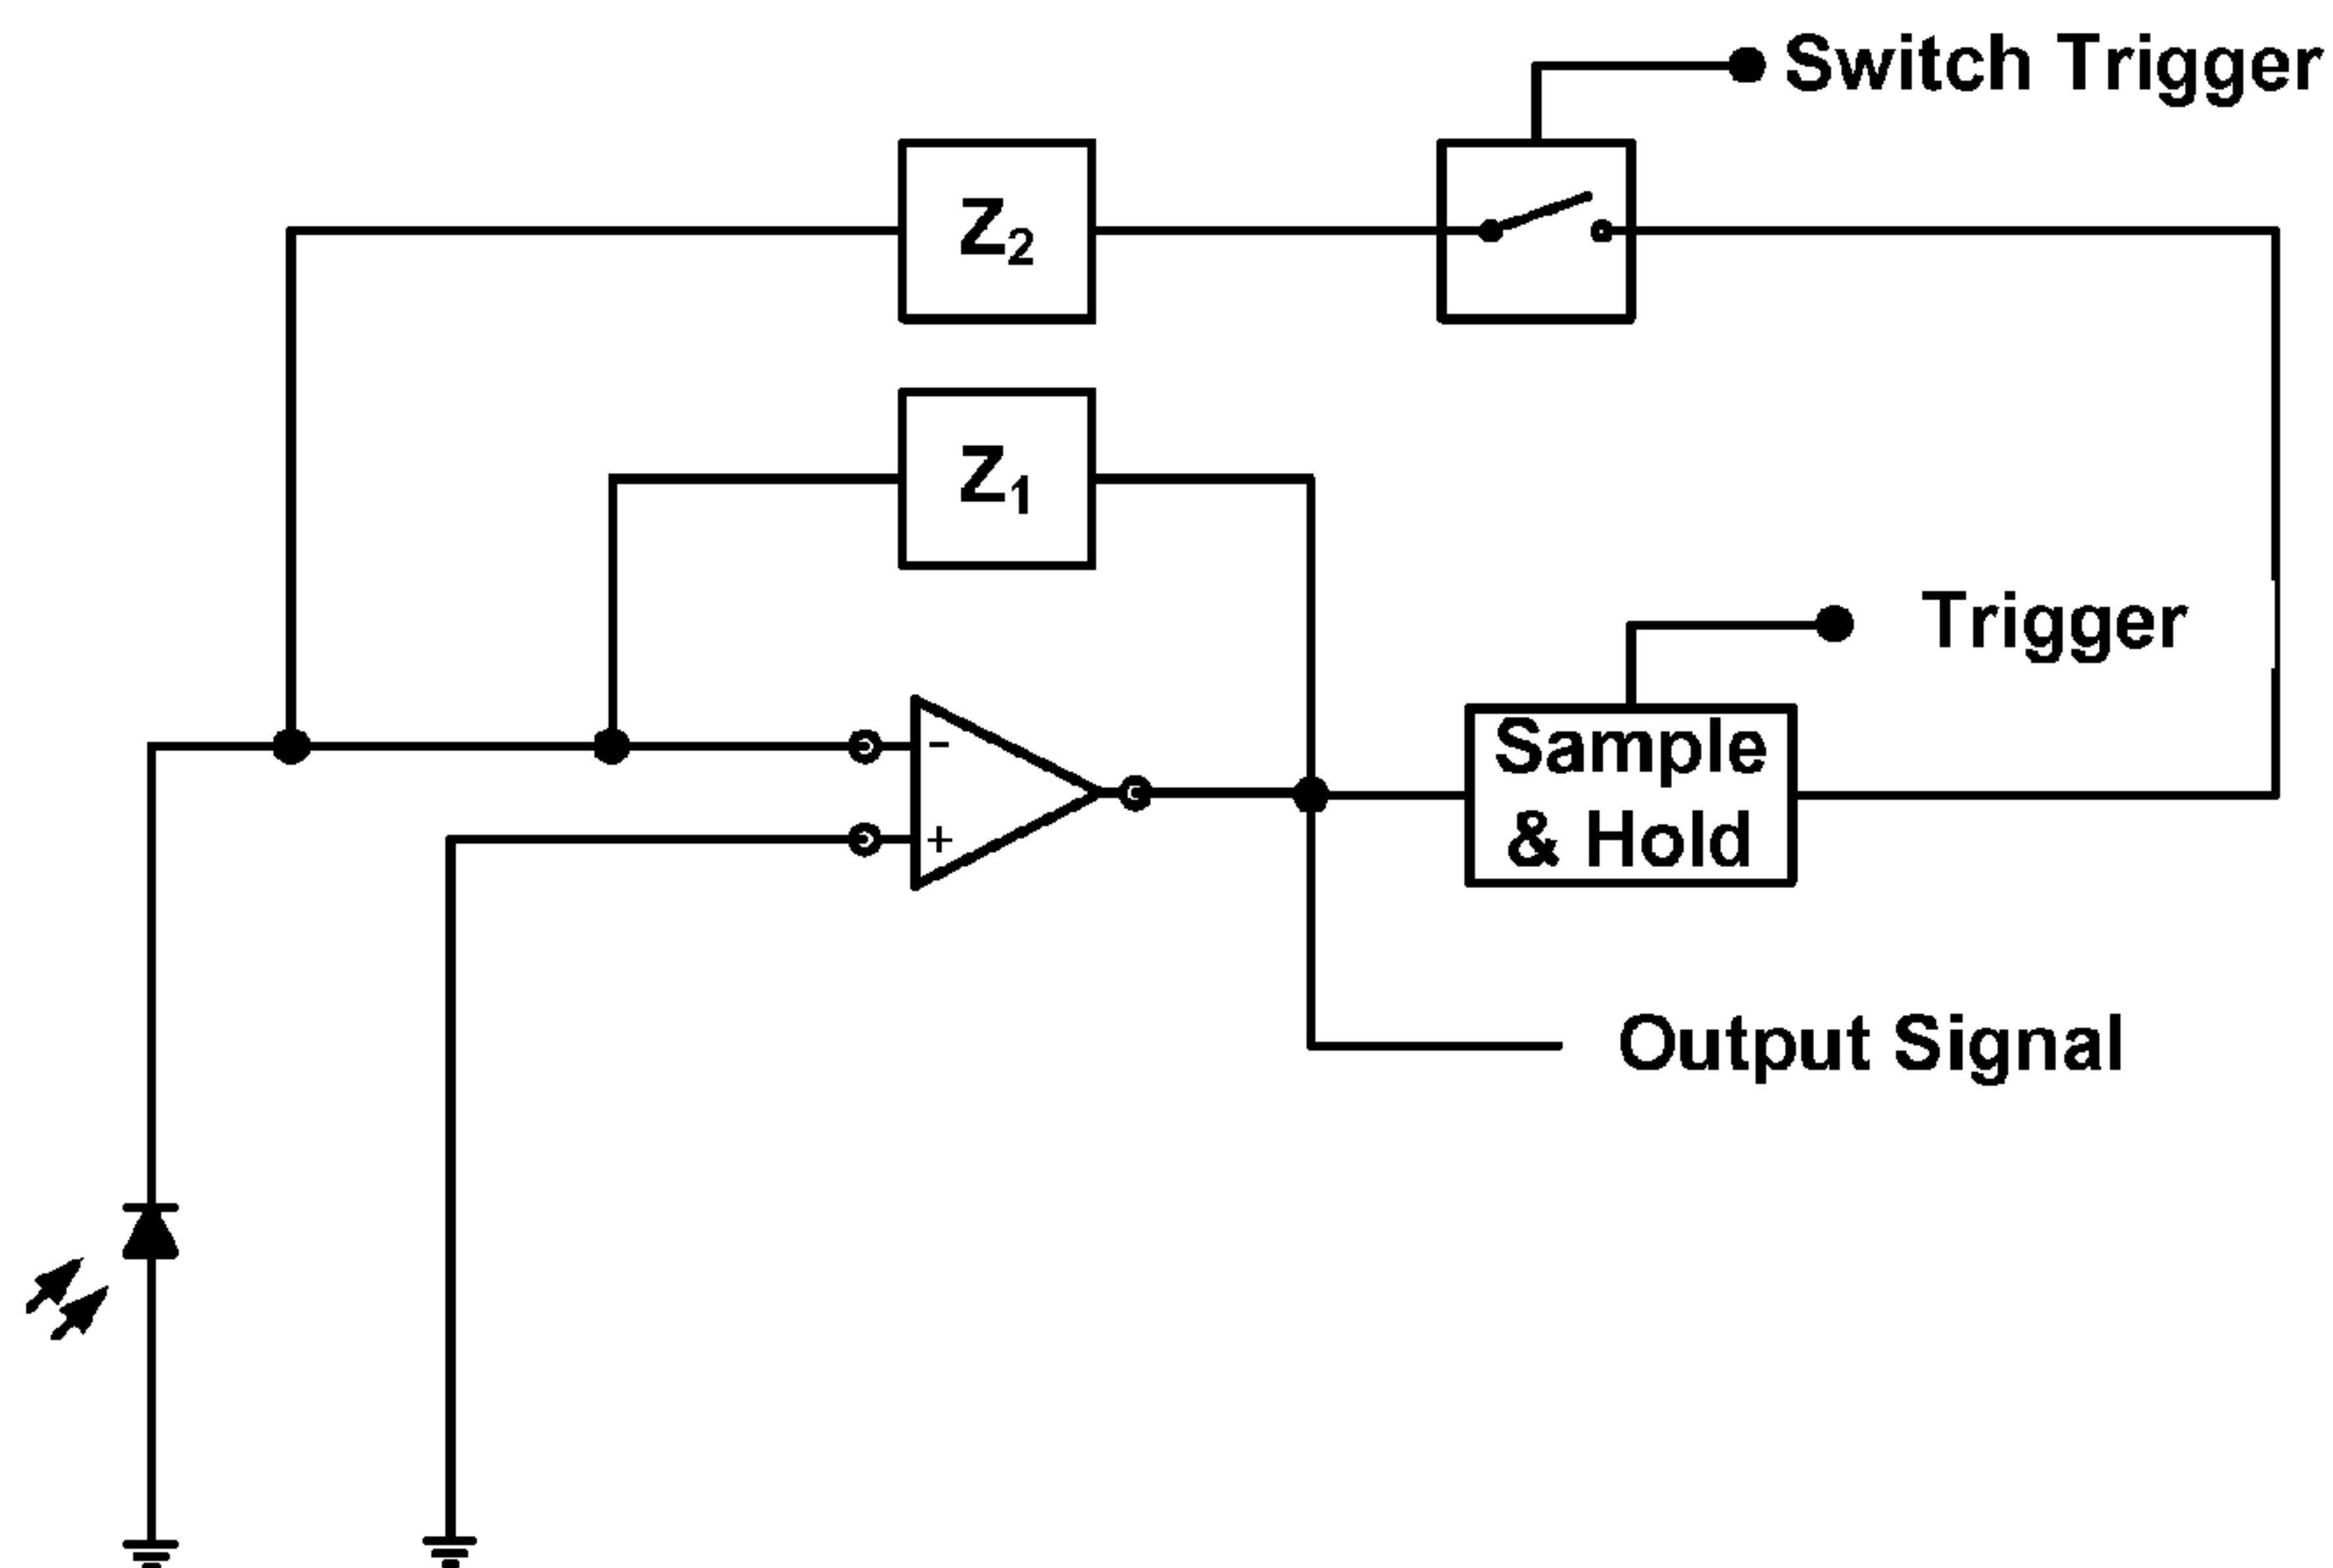 Switch Trigger
Z₂
Z₁
Trigger
-
+
Sample
& Hold
Output Signal